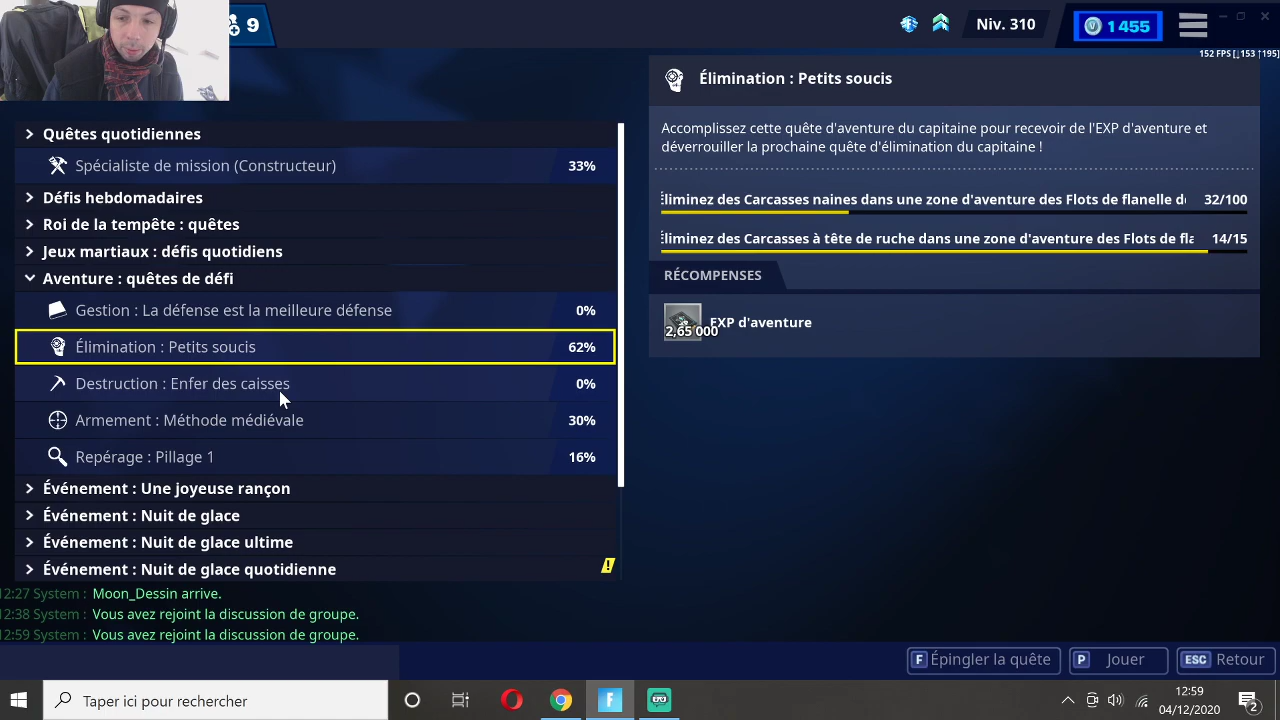 9
Niv. 310
1 455
152 FPS [↓153 ↑195]
Élimination : Petits soucis
Accomplissez cette quête d'aventure du capitaine pour recevoir de l'EXP d'aventure et
déverrouiller la prochaine quête d'élimination du capitaine !
Éliminez des Carcasses naines dans une zone d'aventure des Flots de flanelle d 32/100
Éliminez des Carcasses à tête de ruche dans une zone d'aventure des Flots de fla 14/15
RÉCOMPENSES
2,65 000 EXP d'aventure
Quêtes quotidiennes
Spécialiste de mission (Constructeur) 33%
Défis hebdomadaires
Roi de la tempête : quêtes
Jeux martiaux : défis quotidiens
Aventure : quêtes de défi
Gestion : La défense est la meilleure défense 0%
Élimination : Petits soucis 62%
Destruction : Enfer des caisses 0%
Armement : Méthode médiévale 30%
Repérage : Pillage 1 16%
Événement : Une joyeuse rançon
Événement : Nuit de glace
Événement : Nuit de glace ultime
Événement : Nuit de glace quotidienne
!
12:27 System : Moon_Dessin arrive.
12:38 System : Vous avez rejoint la discussion de groupe.
12:59 System : Vous avez rejoint la discussion de groupe.
F Épingler la quête P Jouer ESC Retour
Taper ici pour rechercher
12:59
04/12/2020
2